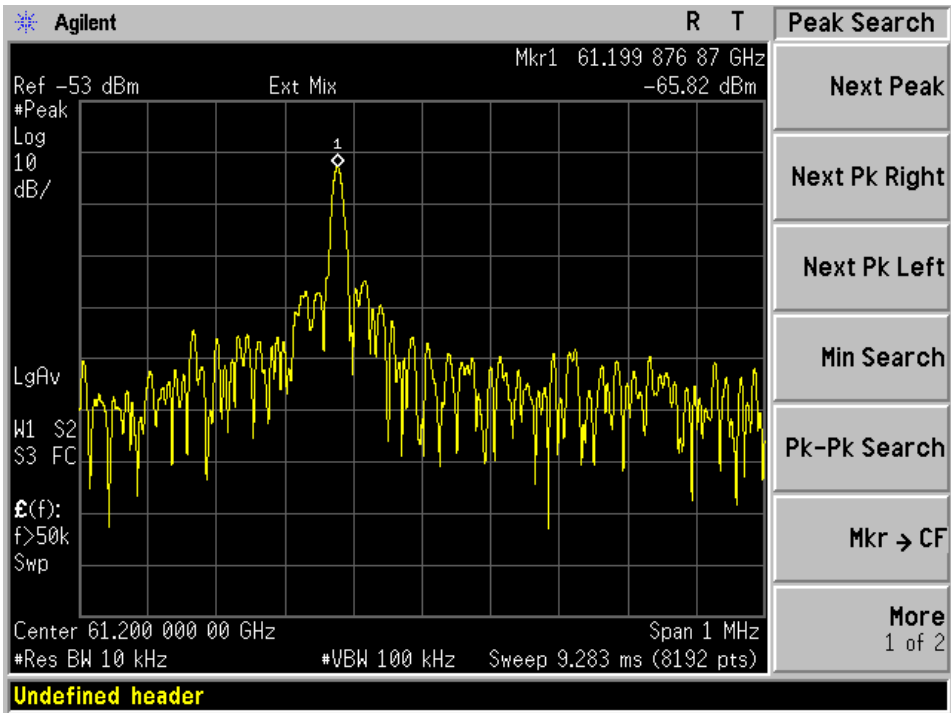 Agilent R T Peak Search
Mkr1 61.199 876 87 GHz
Ref -53 dBm Ext Mix -65.82 dBm
#Peak
Log
10
dB/
1
LgAv
W1 S2
S3 FC
£(f):
f>50k
Swp
Center 61.200 000 00 GHz Span 1 MHz
#Res BW 10 kHz #VBW 100 kHz Sweep 9.283 ms (8192 pts)
Undefined header
Next Peak
Next Pk Right
Next Pk Left
Min Search
Pk-Pk Search
Mkr → CF
More
1 of 2